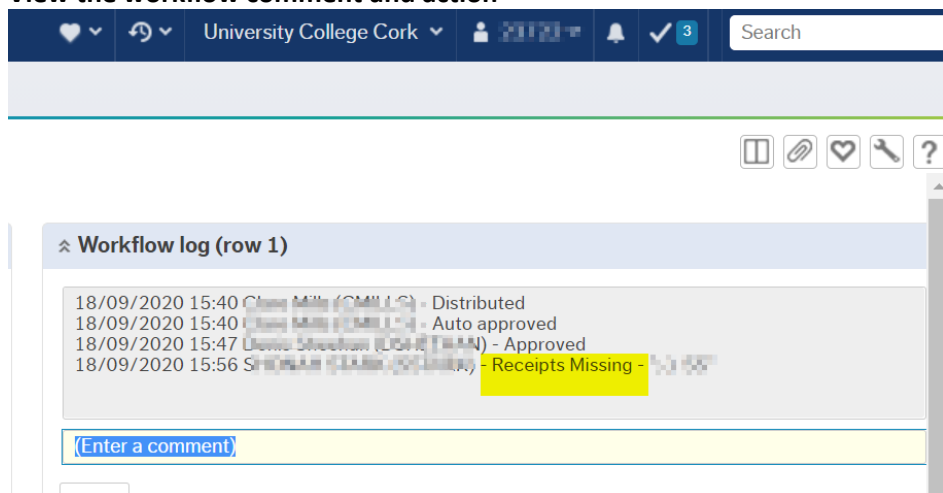 View the workflow comment and action
University College Cork 3 Search
?
Workflow log (row 1)
18/09/2020 15:40 - Distributed
18/09/2020 15:40 - Auto approved
18/09/2020 15:47 - Approved
18/09/2020 15:56 - Receipts Missing -
(Enter a comment)